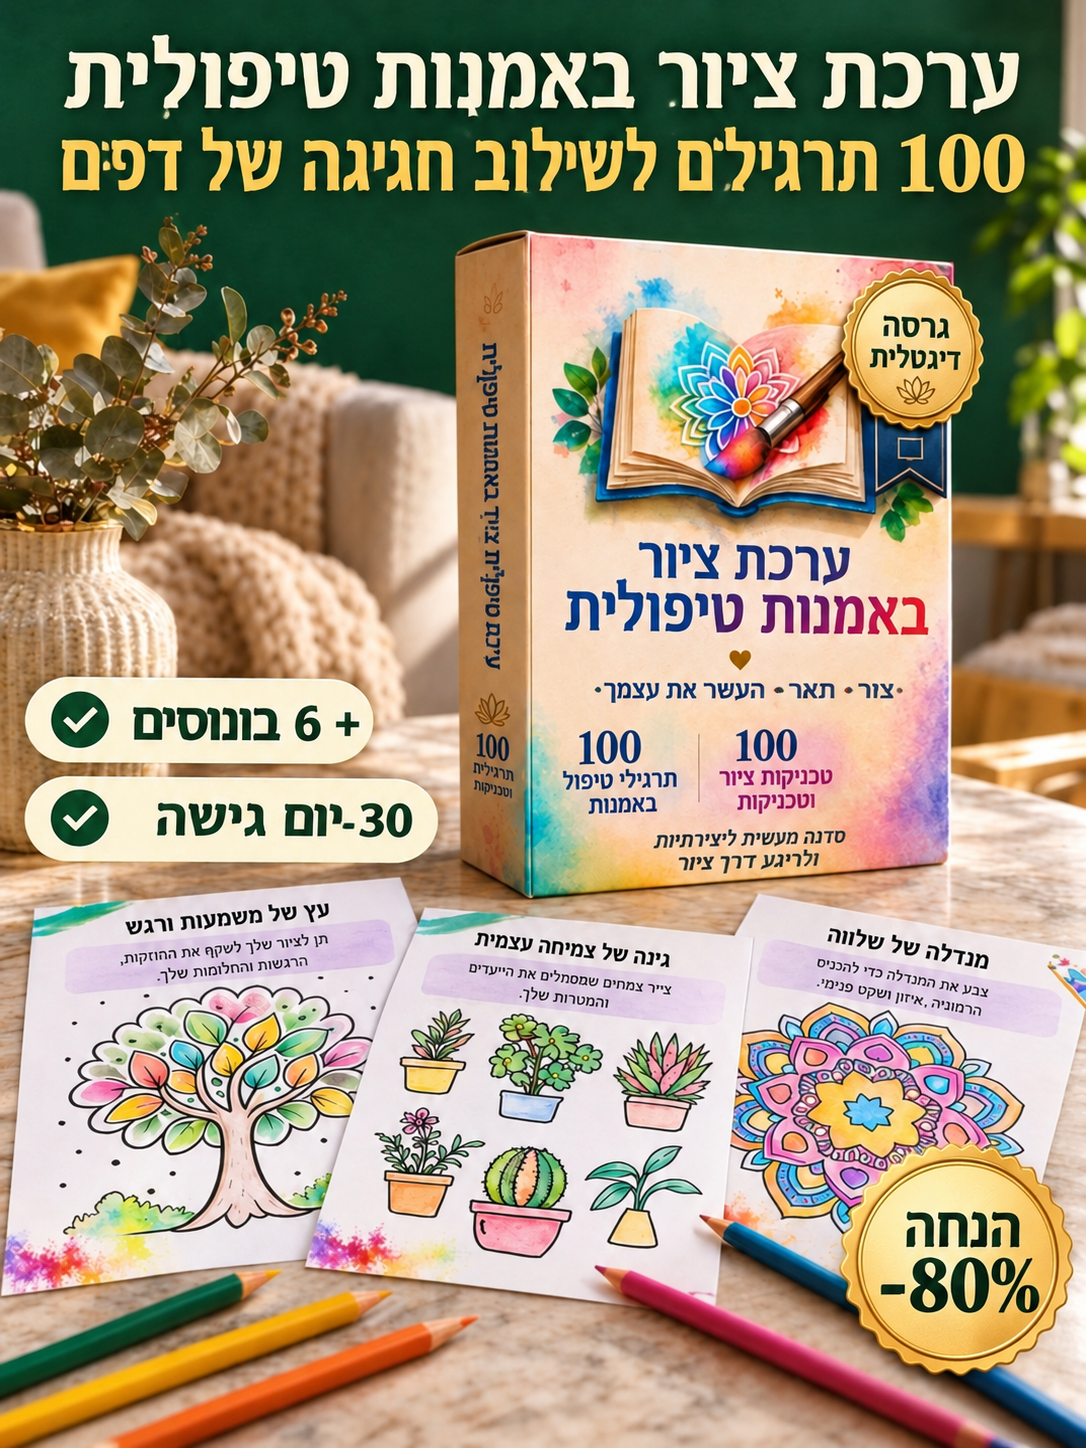 ערכת ציור באמנות טיפולית
100 תרגילם לשילוב חגיגה של דפים
גרסה
דיגטלית
ערכת ציור
באמנות טיפולית
צור • תאר • העשר את עצמך
100
טכניקות ציור
וטכניקות
100
תרגילי טיפול
באמנות
סדנה מעשית ליצירתיות
ולריגע דרך ציור
100
תרגילית
וטכניקות
+ 6 בונוסים
30-יום גישה
עץ של משמעות ורגש
תן לציור שלך לשקף את החוזקות,
הרגשות והחלומות שלך.
גינה של צמיחה עצמית
צייר צמחים שמסמלים את הייעדים
והמטרות שלך.
מנדלה של שלווה
צבע את המנדלה כדי להכניס
הרמוניה, איזון ושקט פנימי.
הנחה
-80%